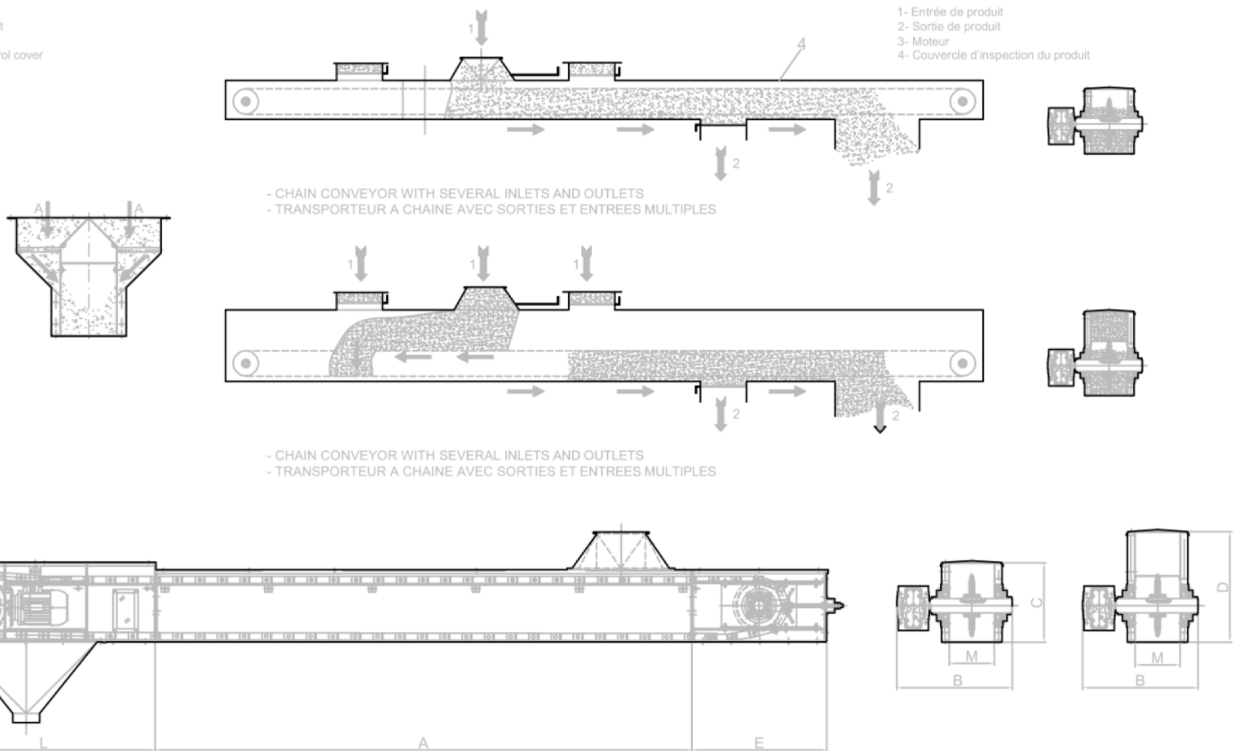 1- Entrée de produit
2- Sortie de produit
3- Moteur
4- Couvercle d'inspection du produit
cover
1
4
2
2
- CHAIN CONVEYOR WITH SEVERAL INLETS AND OUTLETS
- TRANSPORTEUR A CHAINE AVEC SORTIES ET ENTREES MULTIPLES
A A
1 1 1
2
2
- CHAIN CONVEYOR WITH SEVERAL INLETS AND OUTLETS
- TRANSPORTEUR A CHAINE AVEC SORTIES ET ENTREES MULTIPLES
C
D
M
M
B
B
L A E